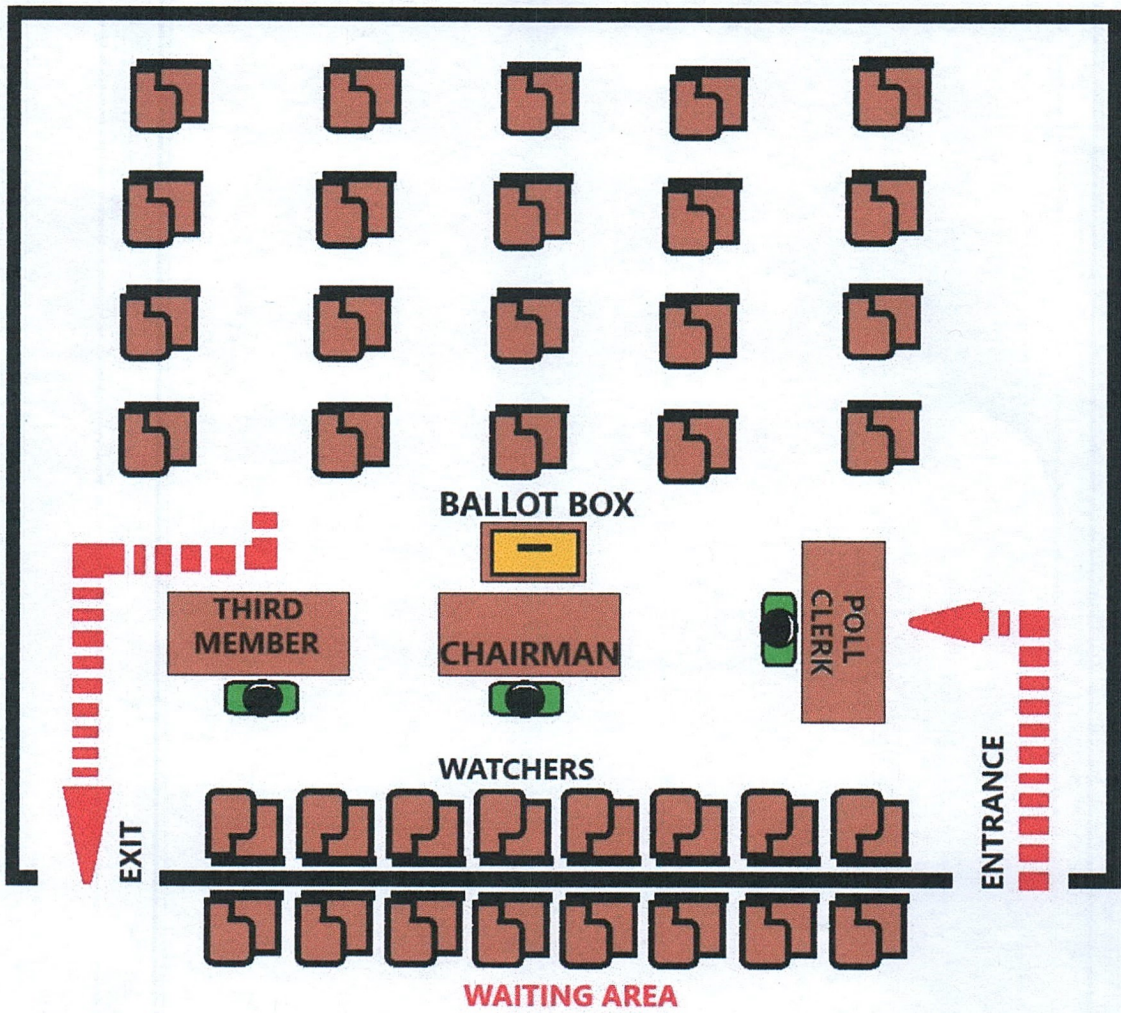 BALLOT BOX
THIRD
MEMBER
CHAIRMAN
POLL
CLERK
WATCHERS
EXIT
ENTRANCE
WAITING AREA